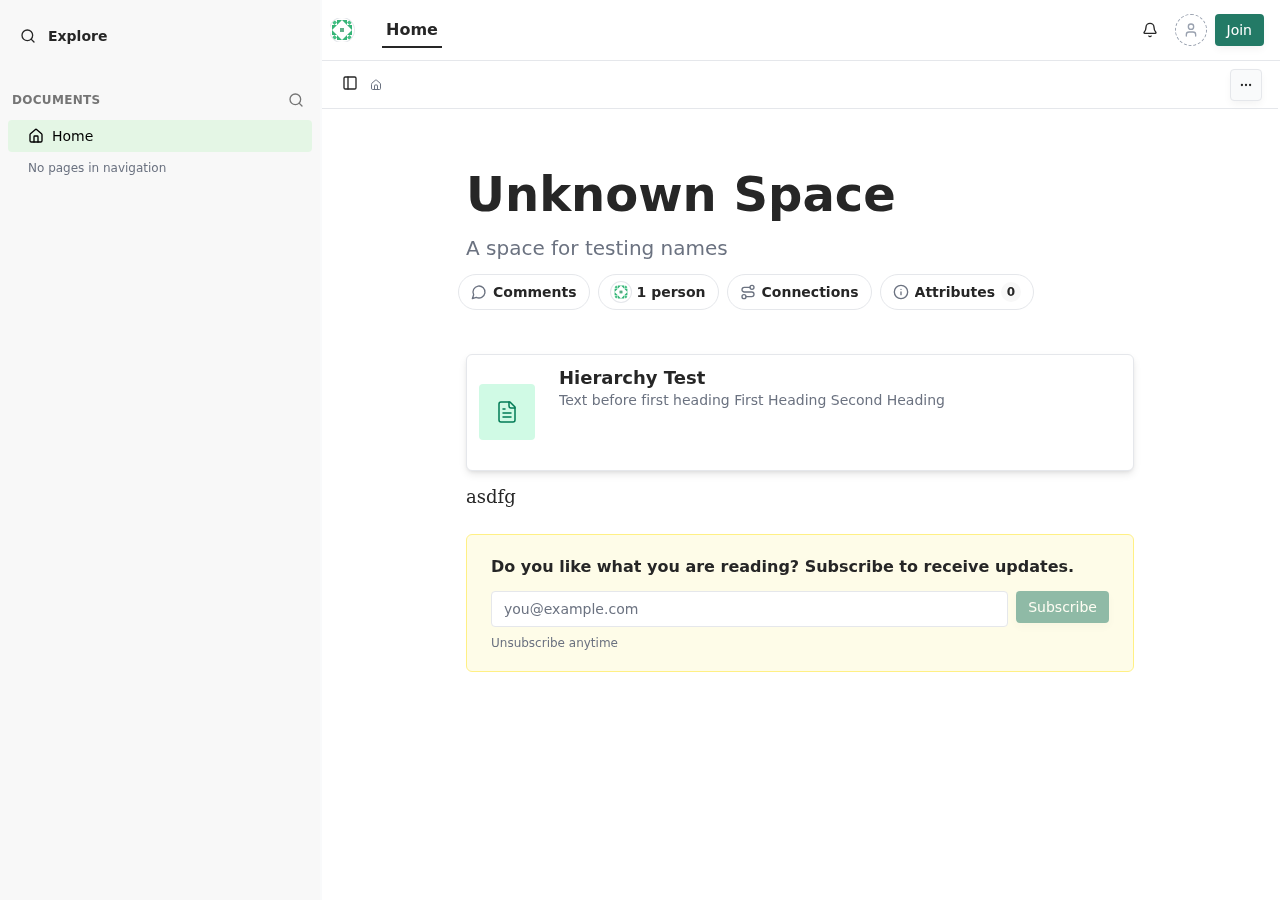 Explore
DOCUMENTS
Home
No pages in navigation
Home
Join
Unknown Space
A space for testing names
Comments
1 person
Connections
Attributes 0
Hierarchy Test
Text before first heading First Heading Second Heading
asdfg
Do you like what you are reading? Subscribe to receive updates.
you@example.com
Subscribe
Unsubscribe anytime